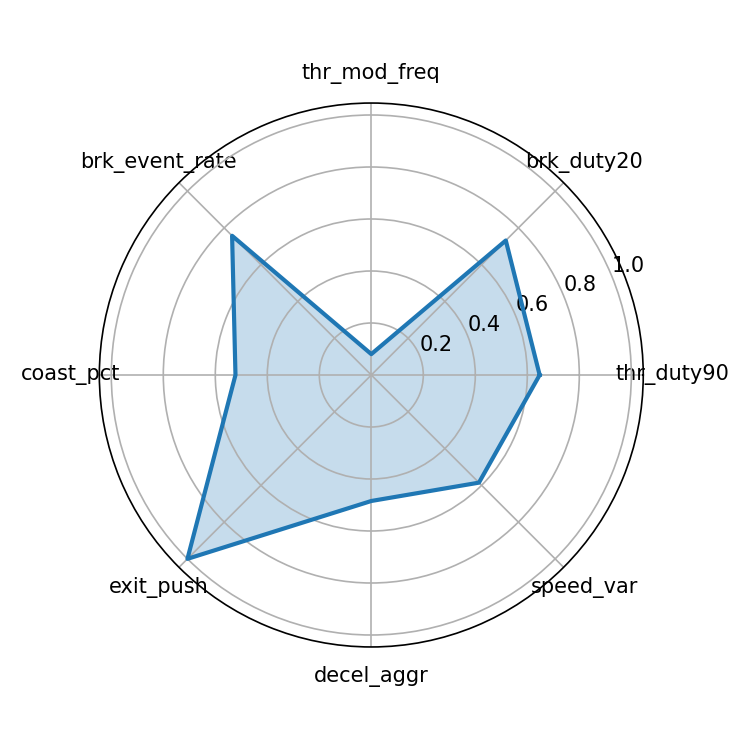 thr_mod_freq
brk_event_rate
brk_duty20
1.0
0.8
0.6
0.4
0.2
coast_pct
thr_duty90
exit_push
speed_var
decel_aggr